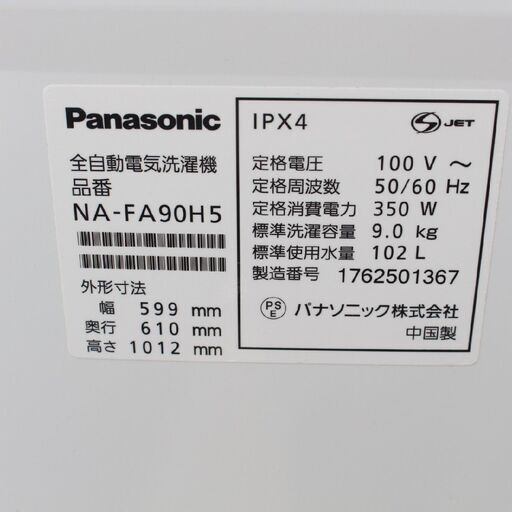 Panasonic
全自動電気洗濯機
品番
NA-FA90H5
外形寸法
幅 599 mm
奥行 610 mm
高さ 1012 mm
IPX4
S JET
定格電圧 100 V ～
定格周波数 50/60 Hz
定格消費電力 350 W
標準洗濯容量 9.0 kg
標準使用水量 102 L
製造番号 1762501367
PS E パナソニック株式会社
中国製